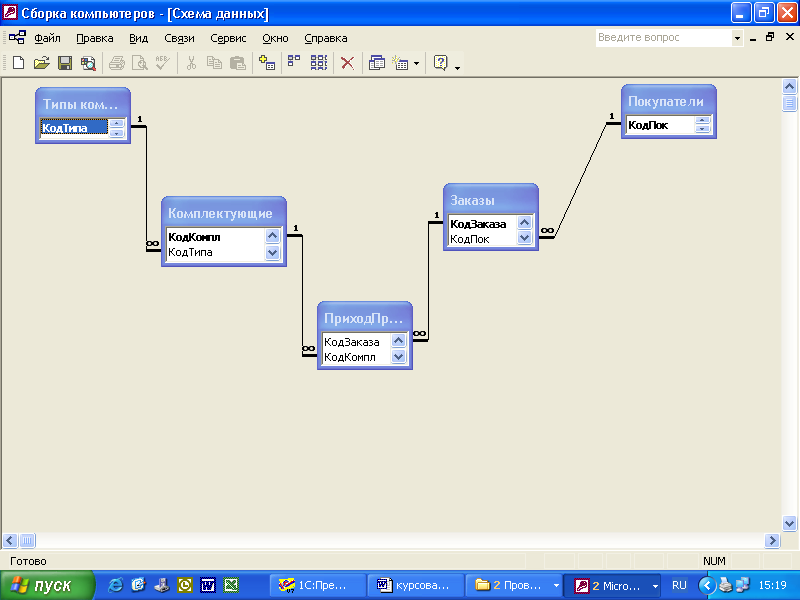 Сборка компьютеров - [Схема данных]
Файл Правка Вид Связи Сервис Окно Справка
Введите вопрос
Типы ком...
КодТипа
1
∞
Комплектующие
КодКомпл
КодТипа
1
∞
ПриходПр...
КодЗаказа
КодКомпл
∞
1
Заказы
КодЗаказа
КодПок
∞
1
Покупатели
КодПок
Готово
NUM
пуск
1С:Пре...
курсова...
2 Пров...
2 Micro...
RU
15:19